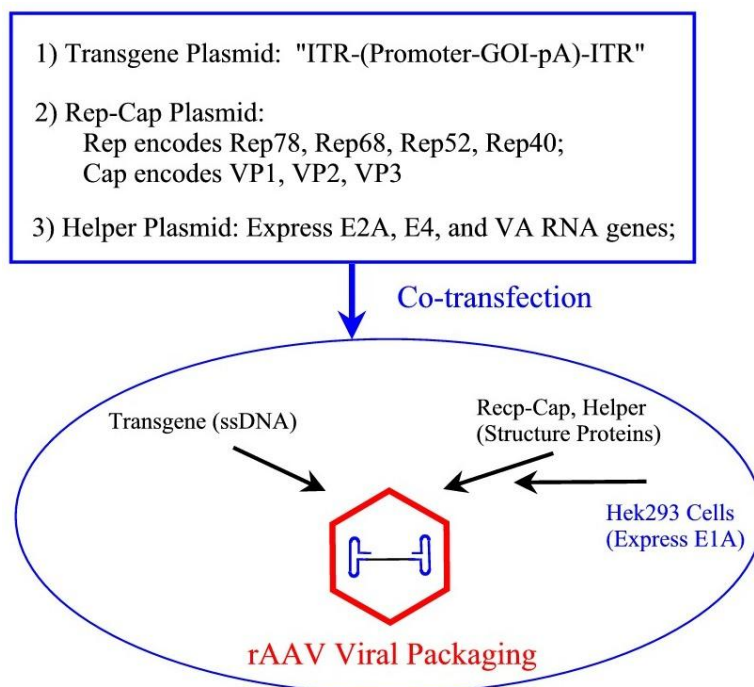 1) Transgene Plasmid: "ITR-(Promoter-GOI-pA)-ITR"
2) Rep-Cap Plasmid:
Rep encodes Rep78, Rep68, Rep52, Rep40;
Cap encodes VP1, VP2, VP3
3) Helper Plasmid: Express E2A, E4, and VA RNA genes;
Co-transfection
Transgene (ssDNA)
Recp-Cap, Helper
(Structure Proteins)
Hek293 Cells
(Express E1A)
rAAV Viral Packaging